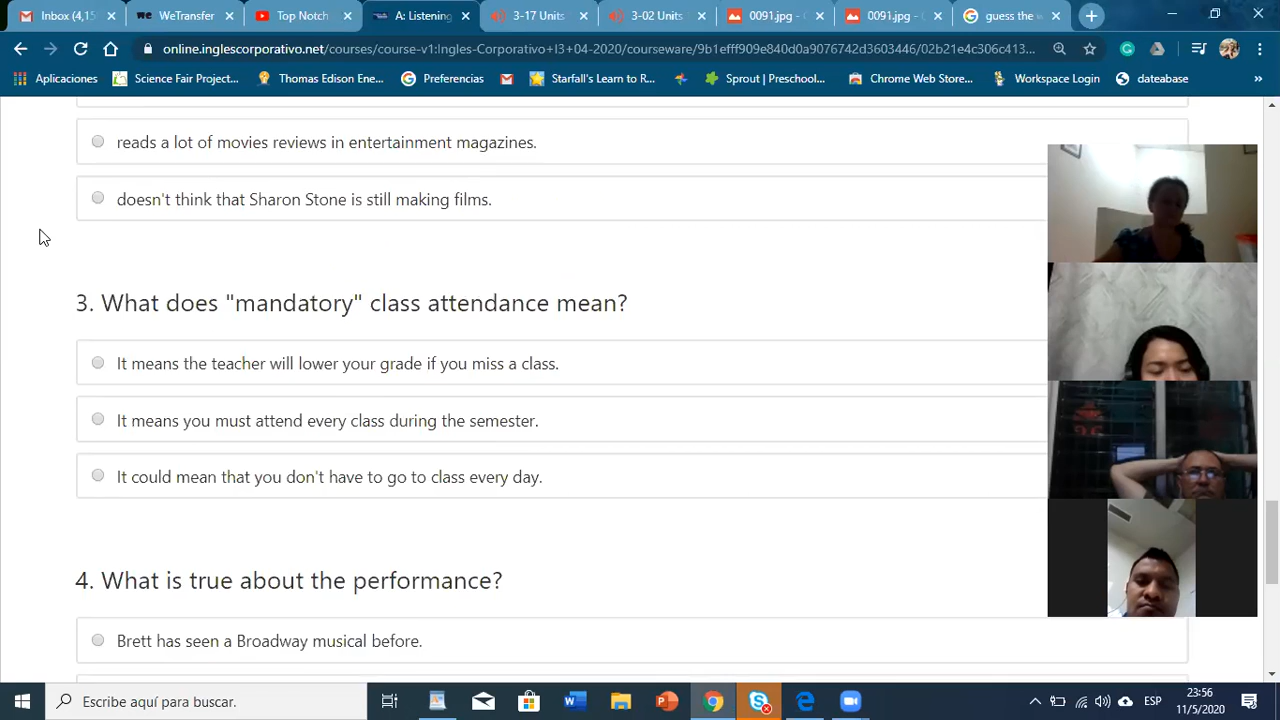 Inbox (4,15
WeTransfer
Top Notch
A: Listening
3-17 Units
3-02 Units
0091.jpg - G
0091.jpg - G
guess the w
online.inglescorporativo.net/courses/course-v1:Ingles-Corporativo+I3+04-2020/courseware/9b1efff909e840d0a9076742d3603446/02b21e4c306c413...
Aplicaciones
Science Fair Project...
Thomas Edison Ene...
Preferencias
Starfall's Learn to R...
Sprout | Preschool...
Chrome Web Store...
Workspace Login
dateabase
»
reads a lot of movies reviews in entertainment magazines.
doesn't think that Sharon Stone is still making films.
3. What does "mandatory" class attendance mean?
It means the teacher will lower your grade if you miss a class.
It means you must attend every class during the semester.
It could mean that you don't have to go to class every day.
4. What is true about the performance?
Brett has seen a Broadway musical before.
Escribe aquí para buscar.
ESP
23:56
11/5/2020